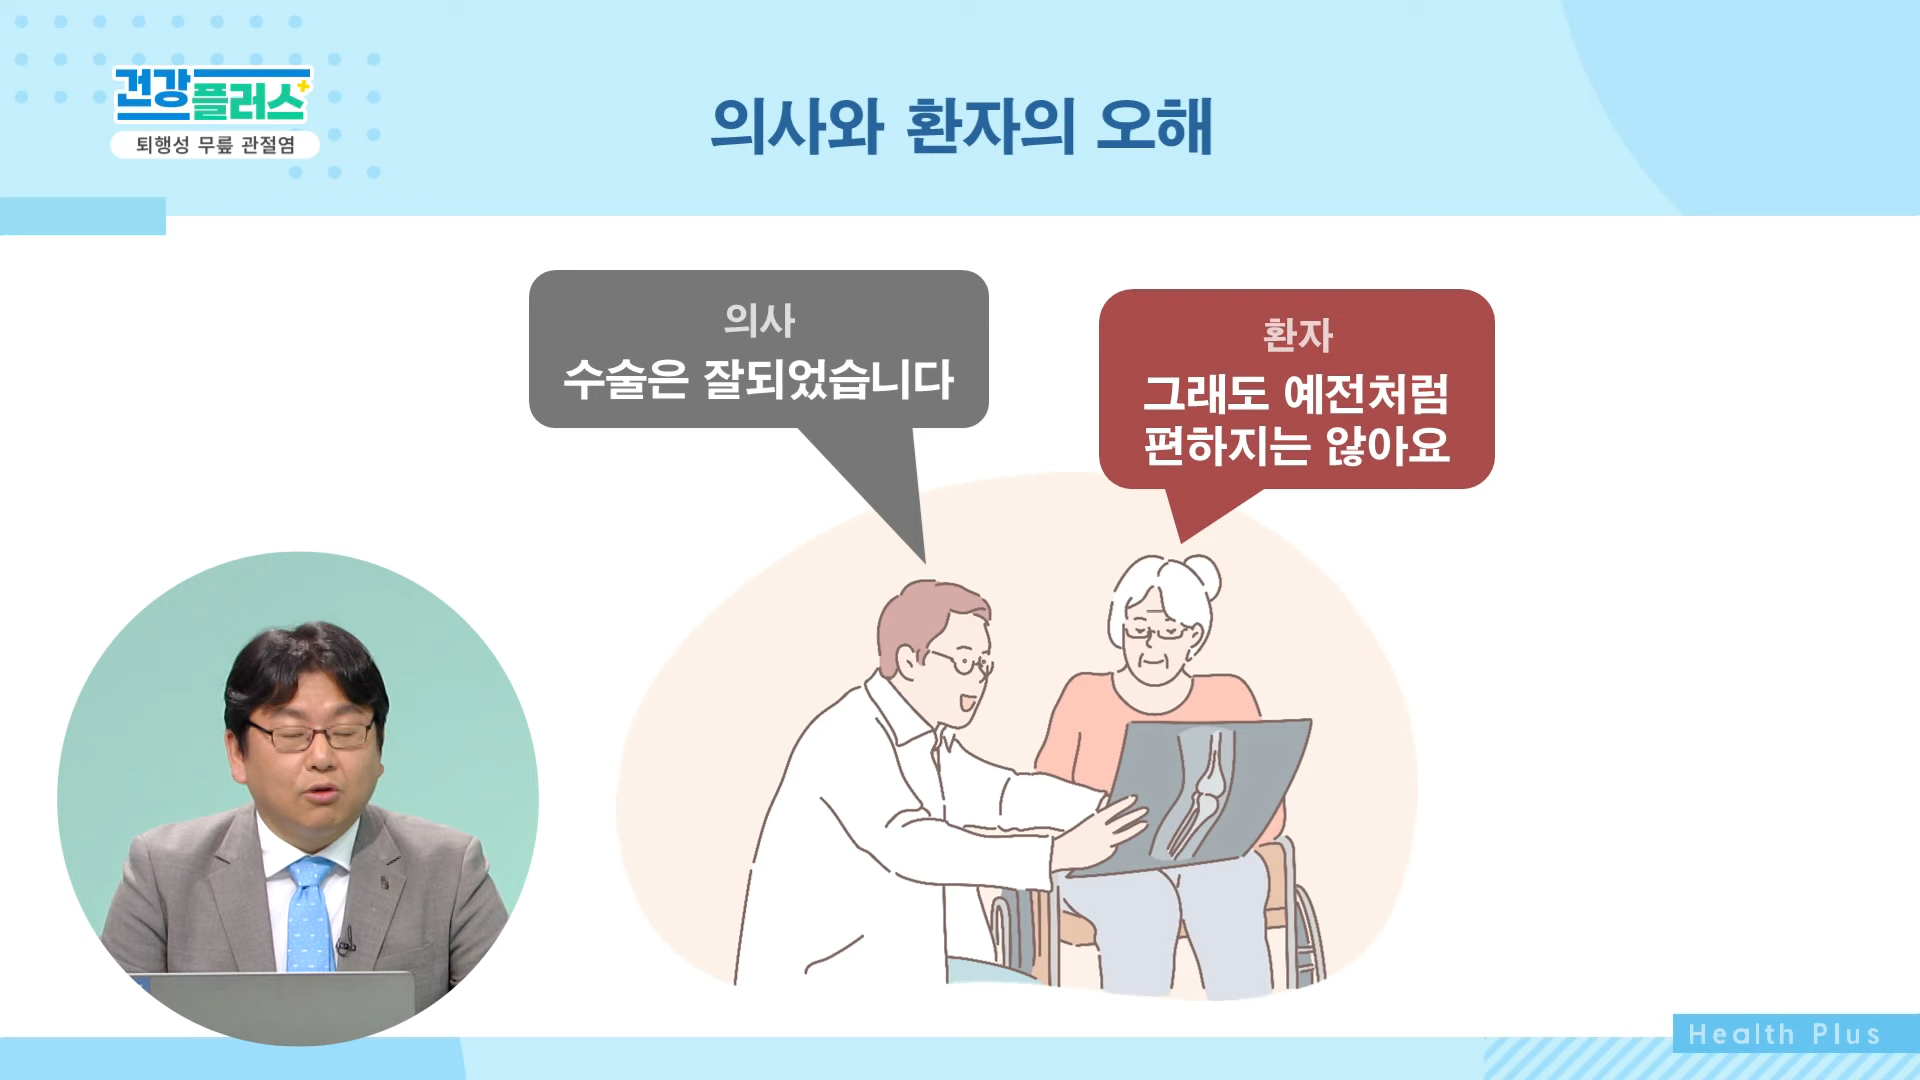 건강플러스
퇴행성 무릎 관절염
의사와 환자의 오해
의사
수술은 잘되었습니다
환자
그래도 예전처럼
편하지는 않아요
Health Plus